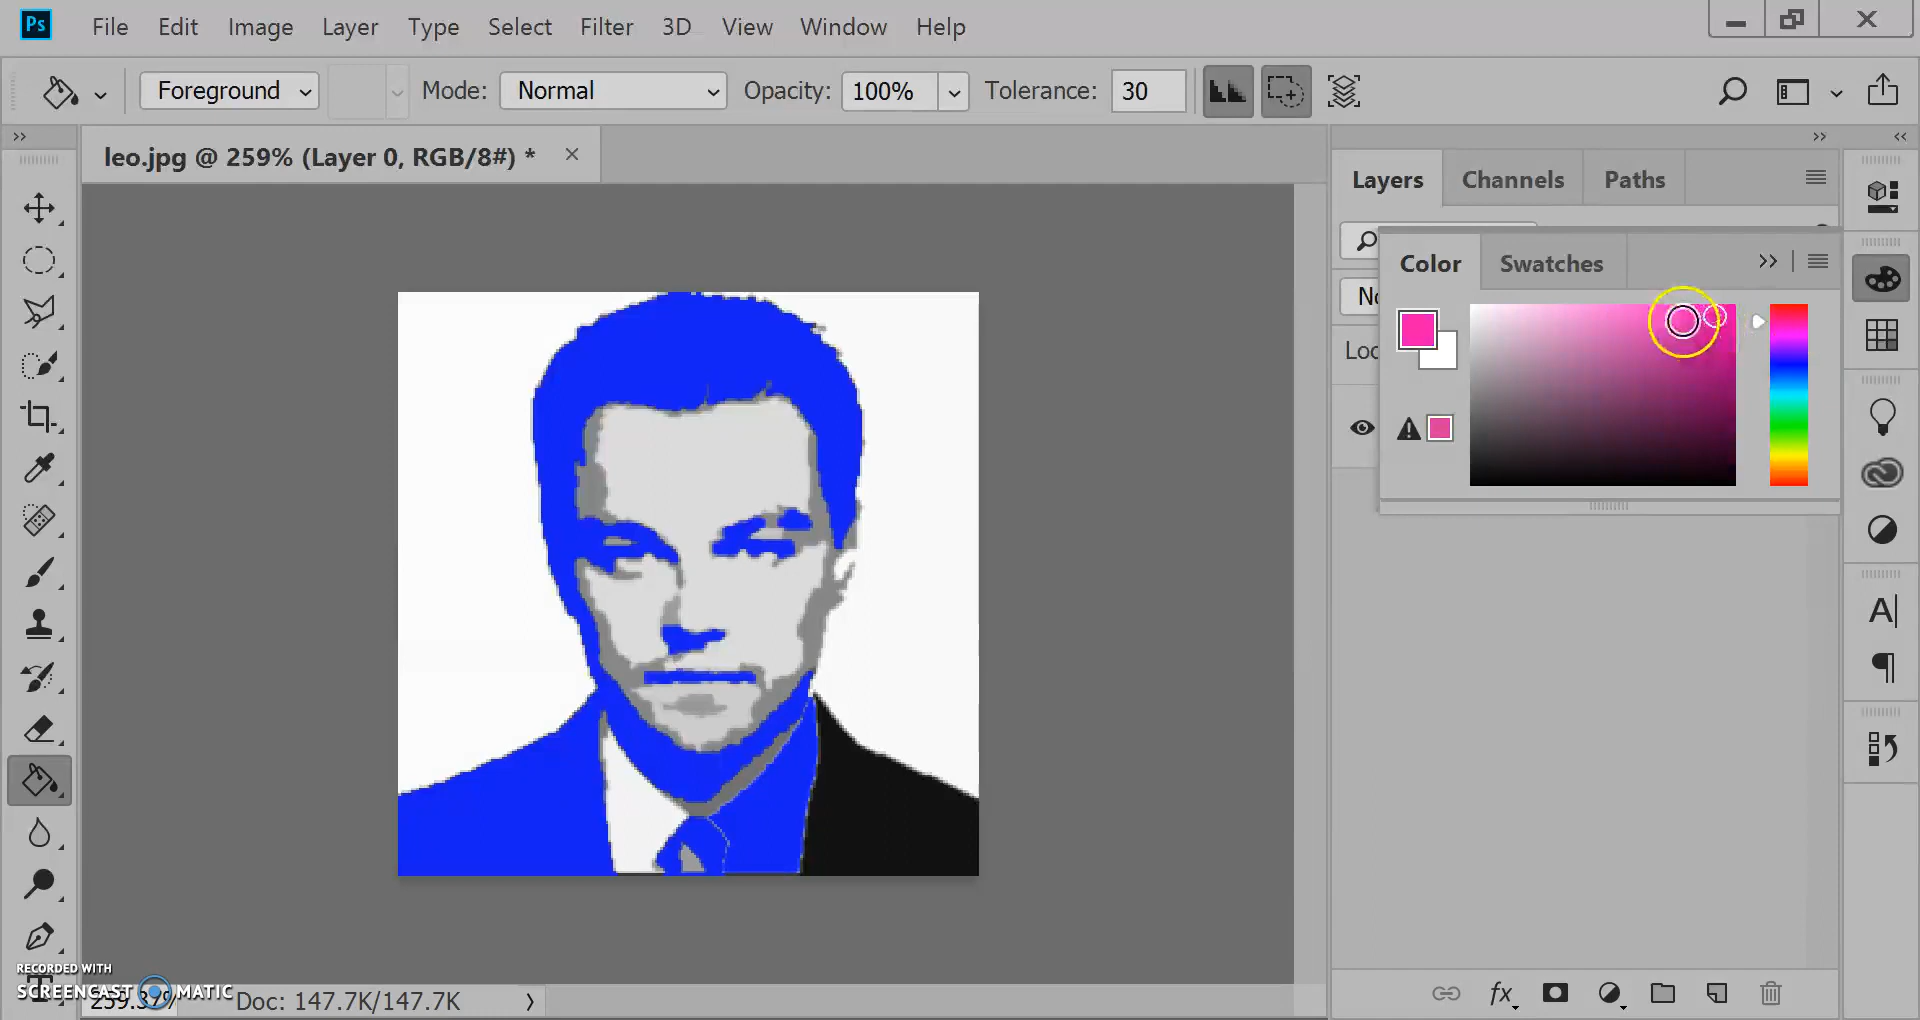 Ps File Edit Image Layer Type Select Filter 3D View Window Help
Foreground Mode: Normal Opacity: 100% Tolerance: 30
leo.jpg @ 259% (Layer 0, RGB/8#) *
Layers Channels Paths
Color Swatches
RECORDED WITH
SCREENCAST MATIC
Doc: 147.7K/147.7K
fx